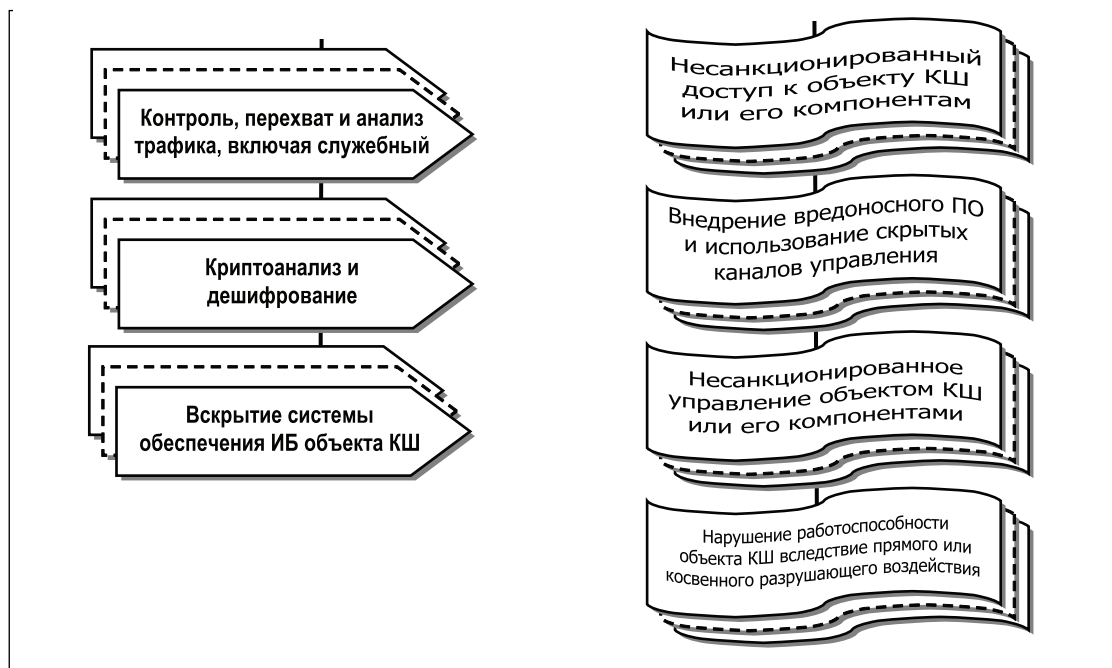 Контроль, перехват и анализ
трафика, включая служебный
Криптоанализ и
дешифрование
Вскрытие системы
обеспечения ИБ объекта КШ
Несанкционированный
доступ к объекту КШ
или его компонентам
Внедрение вредоносного ПО
и использование скрытых
каналов управления
Несанкционированное
управление объектом КШ
или его компонентами
Нарушение работоспособности
объекта КШ вследствие прямого или
косвенного разрушающего воздействия